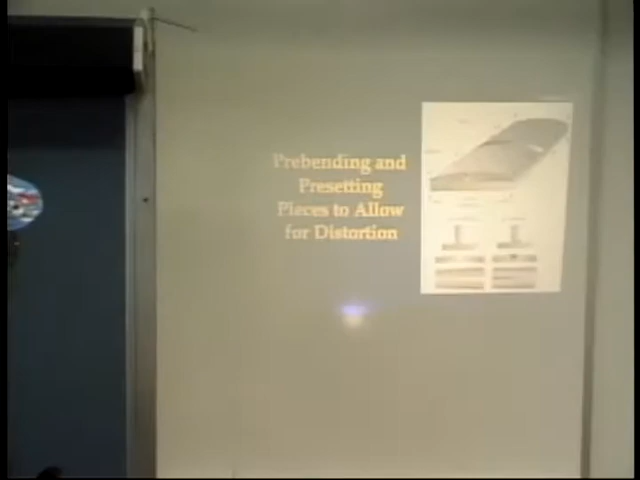 Prebending and
Presetting
Pieces to Allow
for Distortion